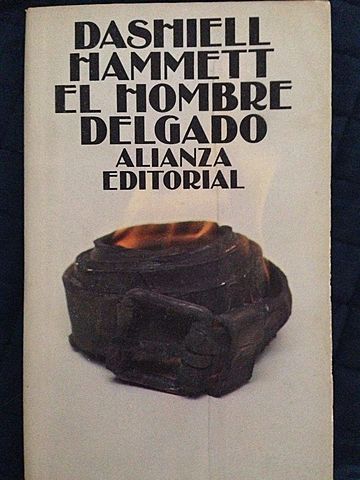 DASHIELL
HAMMETT
EL HOMBRE
DELGADO
ALIANZA
EDITORIAL